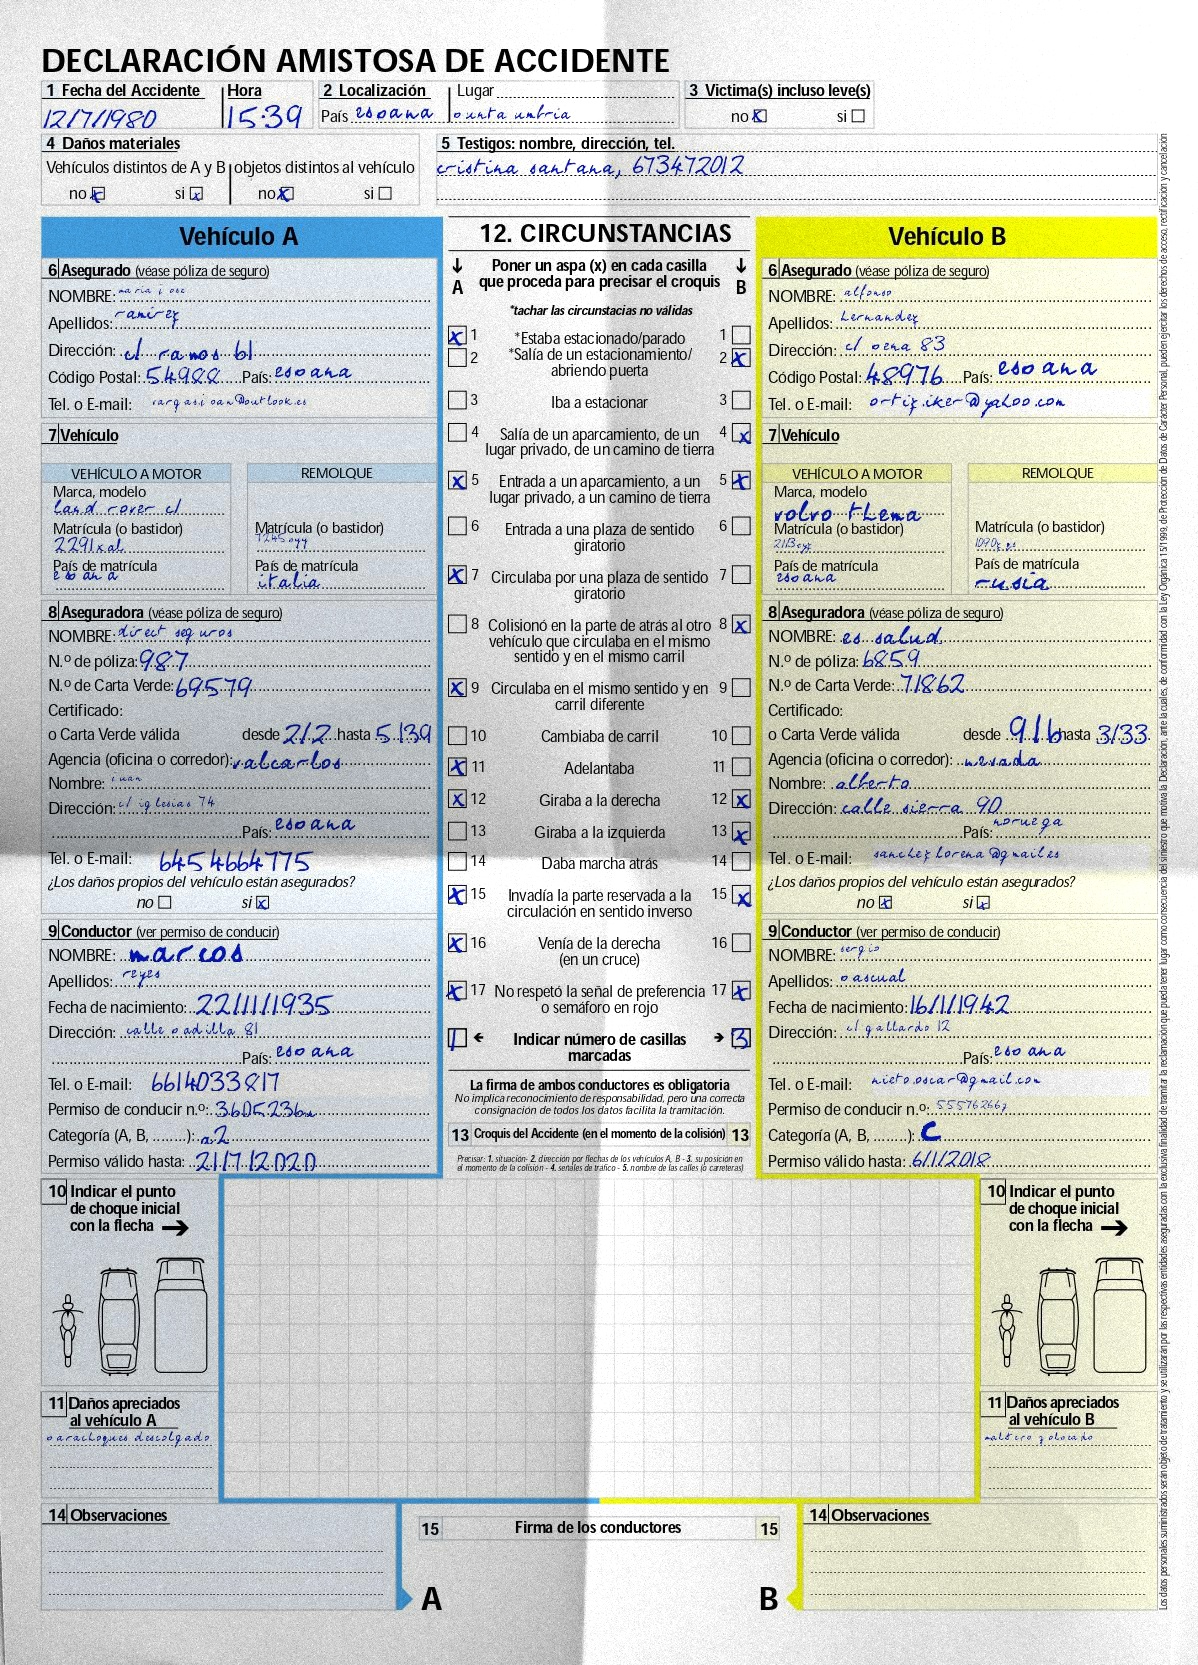 DECLARACIÓN AMISTOSA DE ACCIDENTE
1 Fecha del Accidente Hora 2 Localización Lugar 3 Victima(s) incluso leve(s)
12/7/1980 15:39 País espana punta umbria no x si
4 Daños materiales
Vehículos distintos de A y B objetos distintos al vehículo
no x si x no x si
5 Testigos: nombre, dirección, tel.
cristina santana, 673472012
Vehículo A
6 Asegurado (véase póliza de seguro)
NOMBRE: maria jose
Apellidos: ramirez
Dirección: c/ ramos 61
Código Postal: 54988 País: espana
Tel. o E-mail: vargasjoan@outlook.es
7 Vehículo
VEHÍCULO A MOTOR REMOLQUE
Marca, modelo
land rover cl
Matrícula (o bastidor) Matrícula (o bastidor)
2291xal 7245oyy
País de matrícula País de matrícula
espana italia
8 Aseguradora (véase póliza de seguro)
NOMBRE: direct seguros
N.º de póliza: 987
N.º de Carta Verde: 69579
Certificado:
o Carta Verde válida desde 2/2 hasta 5/39
Agencia (oficina o corredor): valcarlos
Nombre: juan
Dirección: c/ iglesias 74
País: espana
Tel. o E-mail: 6454664775
¿Los daños propios del vehículo están asegurados?
no si x
9 Conductor (ver permiso de conducir)
NOMBRE: marcos
Apellidos: reyes
Fecha de nacimiento: 22/11/1935
Dirección: calle padilla 81
País: espana
Tel. o E-mail: 6614033817
Permiso de conducir n.º: 3605236
Categoría (A, B, ........): a2
Permiso válido hasta: 21/7/2020
10 Indicar el punto
de choque inicial
con la flecha
11 Daños apreciados
al vehículo A
parachoques descolgado
14 Observaciones
12. CIRCUNSTANCIAS
Poner un aspa (x) en cada casilla
A que proceda para precisar el croquis B
*tachar las circunstacias no válidas
x 1 *Estaba estacionado/parado 1
2 *Salía de un estacionamiento/ 2 x
abriendo puerta
3 Iba a estacionar 3
4 Salía de un aparcamiento, de un 4 x
lugar privado, de un camino de tierra
x 5 Entrada a un aparcamiento, a un 5 x
lugar privado, a un camino de tierra
6 Entrada a una plaza de sentido 6
giratorio
x 7 Circulaba por una plaza de sentido 7
giratorio
8 Colisionó en la parte de atrás al otro 8 x
vehículo que circulaba en el mismo
sentido y en el mismo carril
x 9 Circulaba en el mismo sentido y en 9
carril diferente
10 Cambiaba de carril 10
x 11 Adelantaba 11
x 12 Giraba a la derecha 12 x
13 Giraba a la izquierda 13 x
14 Daba marcha atrás 14
x 15 Invadía la parte reservada a la 15 x
circulación en sentido inverso
x 16 Venía de la derecha 16
(en un cruce)
x 17 No respetó la señal de preferencia 17 x
o semáforo en rojo
1 Indicar número de casillas 3
marcadas
La firma de ambos conductores es obligatoria
No implica reconocimiento de responsabilidad, pero una correcta
consignación de todos los datos facilita la tramitación.
13 Croquis del Accidente (en el momento de la colisión) 13
Precisar: 1. situación- 2. dirección por flechas de los vehículos A, B - 3. su posición en
el momento de la colisión - 4. señales de tráfico - 5. nombre de las calles (o carreteras)
15 Firma de los conductores 15
A B
Vehículo B
6 Asegurado (véase póliza de seguro)
NOMBRE: alfonso
Apellidos: hernandez
Dirección: c/ pena 83
Código Postal: 48976 País: espana
Tel. o E-mail: ortiz.iker@yahoo.com
7 Vehículo
VEHÍCULO A MOTOR REMOLQUE
Marca, modelo
volvo thema
Matrícula (o bastidor) Matrícula (o bastidor)
País de matrícula País de matrícula
espana rusia
8 Aseguradora (véase póliza de seguro)
NOMBRE: es salud
N.º de póliza: 6859
N.º de Carta Verde: 71862
Certificado:
o Carta Verde válida desde 9/6 hasta 3/33
Agencia (oficina o corredor): nevada
Nombre: alberto
Dirección: calle sierra 90
País: noruega
Tel. o E-mail: sanchezlorena@gmail.es
¿Los daños propios del vehículo están asegurados?
no x si x
9 Conductor (ver permiso de conducir)
NOMBRE: sergio
Apellidos: pascual
Fecha de nacimiento: 16/1/1942
Dirección: c/ gallardo 12
País: espana
Tel. o E-mail: nieto.oscar@gmail.com
Permiso de conducir n.º:
Categoría (A, B, ........): c
Permiso válido hasta: 6/1/2018
10 Indicar el punto
de choque inicial
con la flecha
11 Daños apreciados
al vehículo B
14 Observaciones
Los datos personales suministrados serán objeto de tratamiento y se utilizarán por las respectivas entidades aseguradas con la exclusiva finalidad de tramitar la reclamación que pueda tener lugar como consecuencia del siniestro que motiva la Declaración, ante la cuales, de conformidad con la Ley Orgánica 15/1999, de Protección de Datos de Carácter Personal, pueden ejercitar los derechos de acceso, rectificación y cancelación